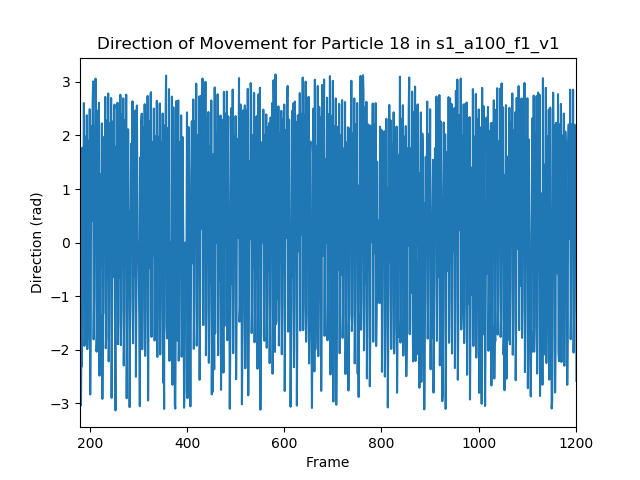 Direction of Movement for Particle 18 in s1_a100_f1_v1
3
2
1
0
−1
−2
−3
Direction (rad)
200 400 600 800 1000 1200
Frame